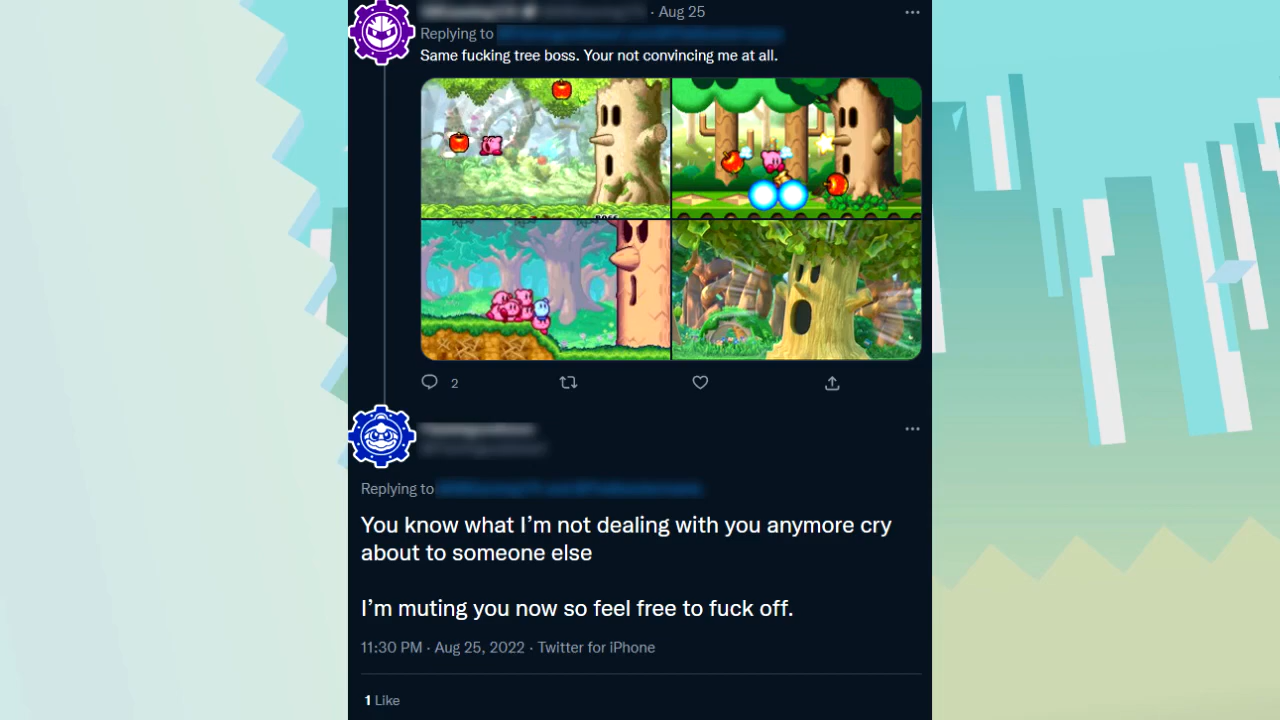 · Aug 25
Replying to
Same fucking tree boss. Your not convincing me at all.
BOSS
2
Replying to
You know what I’m not dealing with you anymore cry
about to someone else
I’m muting you now so feel free to fuck off.
11:30 PM · Aug 25, 2022 · Twitter for iPhone
1 Like